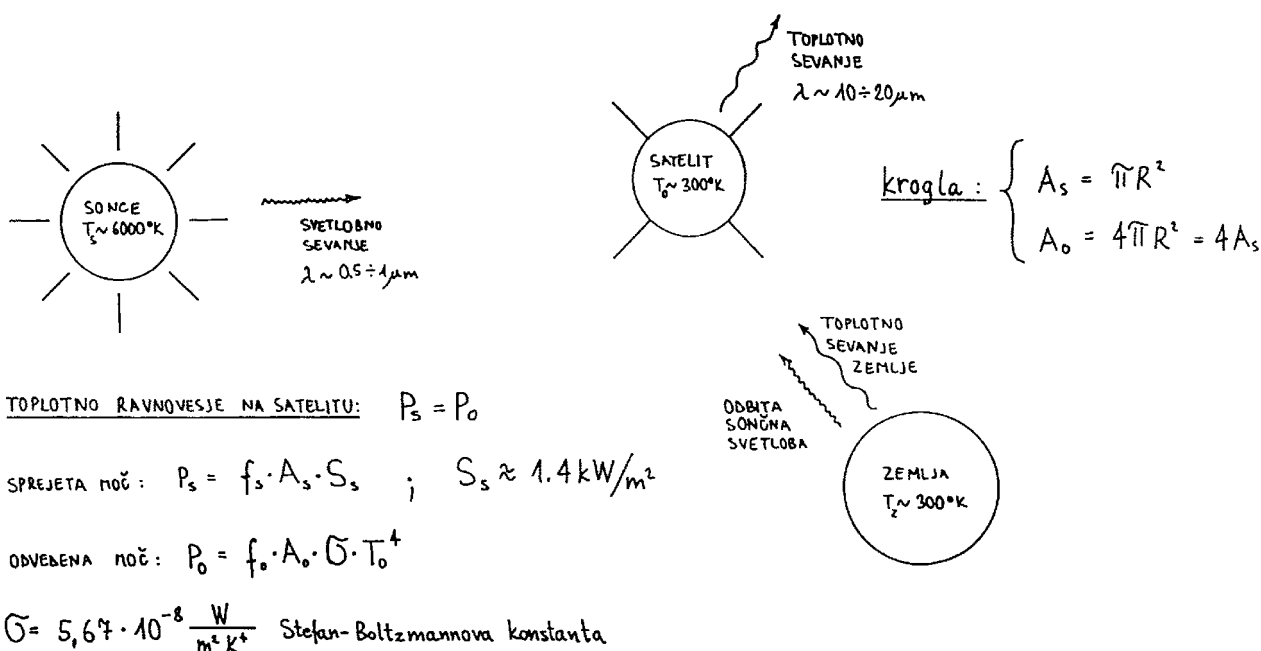 SONCE
Tₛ~6000°K
SVETLOBNO
SEVANJE
λ ~ 0.5÷1μm
TOPLOTNO
SEVANJE
λ ~ 10÷20μm
SATELIT
T₀~300°K
krogla: { Aₛ = πR²
A₀ = 4πR² = 4Aₛ
TOPLOTNO
SEVANJE
ZEMLJE
ODBITA
SONČNA
SVETLOBA
ZEMLJA
T_z~300°K
TOPLOTNO RAVNOVESJE NA SATELITU: Pₛ = P₀
SPREJETA MOČ: Pₛ = fₛ·Aₛ·Sₛ ; Sₛ ≈ 1.4kW/m²
ODVEDENA MOČ: P₀ = f₀·A₀·σ·T₀⁴
σ = 5,67·10⁻⁸ W/m²K⁴ Stefan-Boltzmannova konstanta